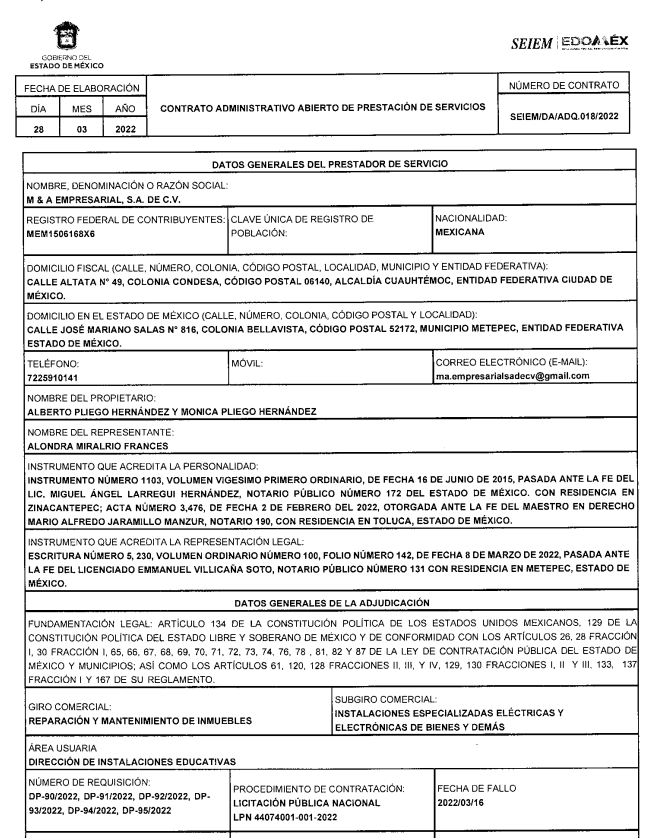 GOBIERNO DEL
ESTADO DE MÉXICO
SEIEM EDOMÉX
FECHA DE ELABORACIÓN
DÍA MES AÑO
28 03 2022
CONTRATO ADMINISTRATIVO ABIERTO DE PRESTACIÓN DE SERVICIOS
NÚMERO DE CONTRATO
SEIEM/DA/ADQ.018/2022
DATOS GENERALES DEL PRESTADOR DE SERVICIO
NOMBRE, DENOMINACIÓN O RAZÓN SOCIAL:
M & A EMPRESARIAL, S.A. DE C.V.
REGISTRO FEDERAL DE CONTRIBUYENTES:
MEM1506168X6
CLAVE ÚNICA DE REGISTRO DE
POBLACIÓN:
NACIONALIDAD:
MEXICANA
DOMICILIO FISCAL (CALLE, NÚMERO, COLONIA, CÓDIGO POSTAL, LOCALIDAD, MUNICIPIO Y ENTIDAD FEDERATIVA):
CALLE ALTATA N° 49, COLONIA CONDESA, CÓDIGO POSTAL 06140, ALCALDÍA CUAUHTÉMOC, ENTIDAD FEDERATIVA CIUDAD DE
MÉXICO.
DOMICILIO EN EL ESTADO DE MÉXICO (CALLE, NÚMERO, COLONIA, CÓDIGO POSTAL Y LOCALIDAD):
CALLE JOSÉ MARIANO SALAS N° 816, COLONIA BELLAVISTA, CÓDIGO POSTAL 52172, MUNICIPIO METEPEC, ENTIDAD FEDERATIVA
ESTADO DE MÉXICO.
TELÉFONO:
7225910141
MÓVIL:
CORREO ELECTRÓNICO (E-MAIL):
ma.empresarialsadecv@gmail.com
NOMBRE DEL PROPIETARIO:
ALBERTO PLIEGO HERNÁNDEZ Y MONICA PLIEGO HERNÁNDEZ
NOMBRE DEL REPRESENTANTE:
ALONDRA MIRALRIO FRANCES
INSTRUMENTO QUE ACREDITA LA PERSONALIDAD:
INSTRUMENTO NÚMERO 1103, VOLUMEN VIGESIMO PRIMERO ORDINARIO, DE FECHA 16 DE JUNIO DE 2015, PASADA ANTE LA FE DEL
LIC. MIGUEL ÁNGEL LARREGUI HERNÁNDEZ, NOTARIO PÚBLICO NÚMERO 172 DEL ESTADO DE MÉXICO. CON RESIDENCIA EN
ZINACANTEPEC; ACTA NÚMERO 3,476, DE FECHA 2 DE FEBRERO DEL 2022, OTORGADA ANTE LA FE DEL MAESTRO EN DERECHO
MARIO ALFREDO JARAMILLO MANZUR, NOTARIO 190, CON RESIDENCIA EN TOLUCA, ESTADO DE MÉXICO.
INSTRUMENTO QUE ACREDITA LA REPRESENTACIÓN LEGAL:
ESCRITURA NÚMERO 5, 230, VOLUMEN ORDINARIO NÚMERO 100, FOLIO NÚMERO 142, DE FECHA 8 DE MARZO DE 2022, PASADA ANTE
LA FE DEL LICENCIADO EMMANUEL VILLICAÑA SOTO, NOTARIO PÚBLICO NÚMERO 131 CON RESIDENCIA EN METEPEC, ESTADO DE
MÉXICO.
DATOS GENERALES DE LA ADJUDICACIÓN
FUNDAMENTACIÓN LEGAL: ARTÍCULO 134 DE LA CONSTITUCIÓN POLÍTICA DE LOS ESTADOS UNIDOS MEXICANOS, 129 DE LA
CONSTITUCIÓN POLÍTICA DEL ESTADO LIBRE Y SOBERANO DE MÉXICO Y DE CONFORMIDAD CON LOS ARTÍCULOS 26, 28 FRACCIÓN
I, 30 FRACCIÓN I, 65, 66, 67, 68, 69, 70, 71, 72, 73, 74, 76, 78 , 81, 82 Y 87 DE LA LEY DE CONTRATACIÓN PÚBLICA DEL ESTADO DE
MÉXICO Y MUNICIPIOS; ASÍ COMO LOS ARTÍCULOS 61, 120, 128 FRACCIONES II, III, Y IV, 129, 130 FRACCIONES I, II Y III, 133, 137
FRACCIÓN I Y 167 DE SU REGLAMENTO.
GIRO COMERCIAL:
REPARACIÓN Y MANTENIMIENTO DE INMUEBLES
SUBGIRO COMERCIAL:
INSTALACIONES ESPECIALIZADAS ELÉCTRICAS Y
ELECTRÓNICAS DE BIENES Y DEMÁS
ÁREA USUARIA
DIRECCIÓN DE INSTALACIONES EDUCATIVAS
NÚMERO DE REQUISICIÓN:
DP-90/2022, DP-91/2022, DP-92/2022, DP-
93/2022, DP-94/2022, DP-95/2022
PROCEDIMIENTO DE CONTRATACIÓN:
LICITACIÓN PÚBLICA NACIONAL
LPN 44074001-001-2022
FECHA DE FALLO
2022/03/16